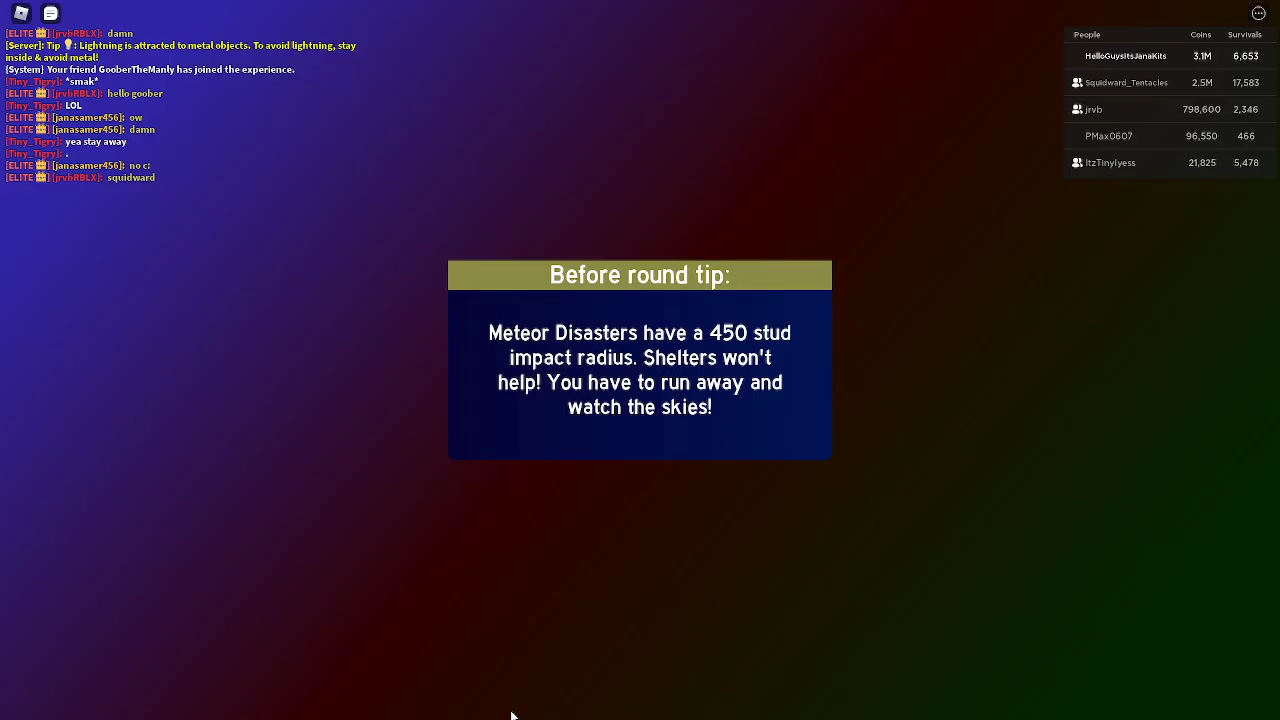 [ELITE 💼] [jrvbRBLX]: damn
[Server]: Tip 💡: Lightning is attracted to metal objects. To avoid lightning, stay
inside & avoid metal!
{System} Your friend GooberTheManly has joined the experience.
[Tiny_Tigry]: *smak*
[ELITE 💼] [jrvbRBLX]: hello goober
[Tiny_Tigry]: LOL
[ELITE 💼] [janasamer456]: ow
[ELITE 💼] [janasamer456]: damn
[Tiny_Tigry]: yea stay away
[Tiny_Tigry]: .
[ELITE 💼] [janasamer456]: no c:
[ELITE 💼] [jrvbRBLX]: squidward
People Coins Survivals
HelloGuysItsJanaKits 3.1M 6,653
Squidward_Tentacles 2.5M 17,583
jrvb 798,600 2,346
PMax0607 96,550 466
ItzTinyIyess 21,825 5,478
Before round tip:
Meteor Disasters have a 450 stud
impact radius. Shelters won't
help! You have to run away and
watch the skies!